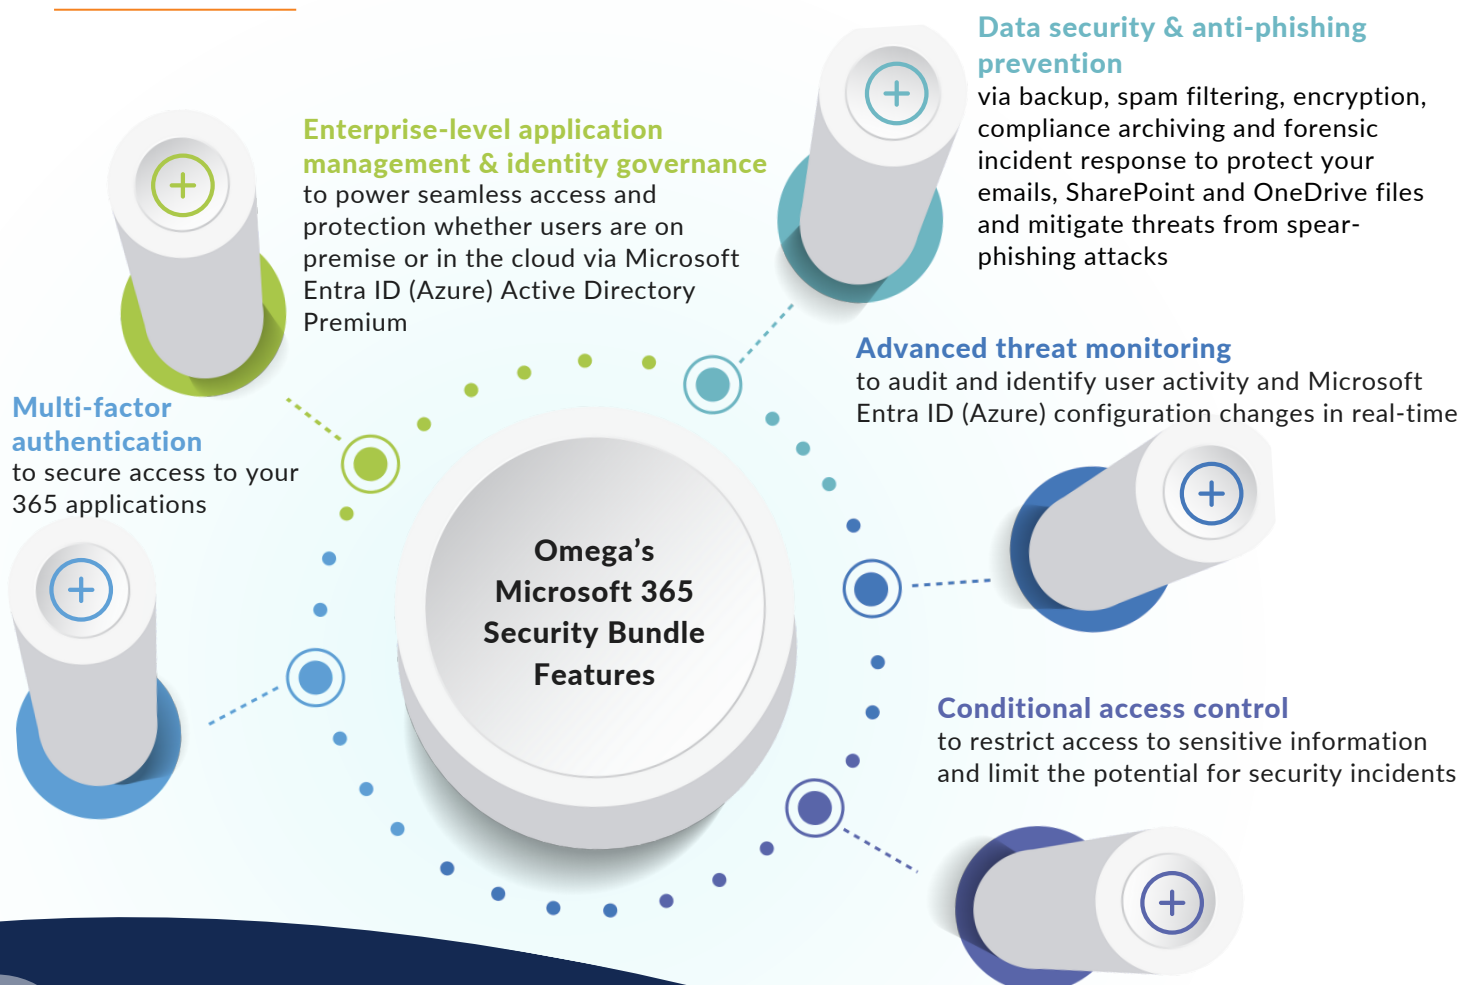 Data security & anti-phishing
prevention
via backup, spam filtering, encryption,
compliance archiving and forensic
incident response to protect your
emails, SharePoint and OneDrive files
and mitigate threats from spear-
phishing attacks
Enterprise-level application
management & identity governance
to power seamless access and
protection whether users are on
premise or in the cloud via Microsoft
Entra ID (Azure) Active Directory
Premium
Advanced threat monitoring
to audit and identify user activity and Microsoft
Entra ID (Azure) configuration changes in real-time
Multi-factor
authentication
to secure access to your
365 applications
Omega’s
Microsoft 365
Security Bundle
Features
Conditional access control
to restrict access to sensitive information
and limit the potential for security incidents